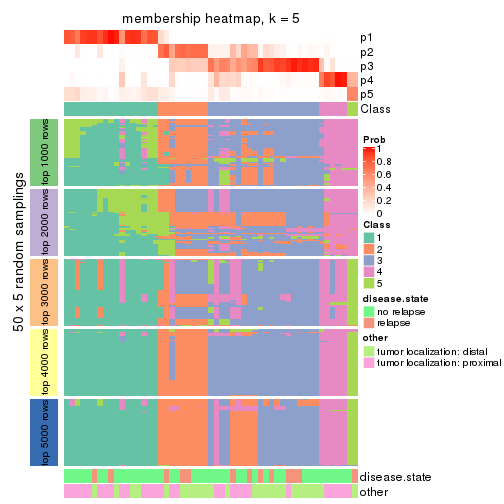 membership heatmap, k = 5
p1
p2
p3
p4
p5
Class
50 x 5 random samplings
top 1000 rows
top 2000 rows
top 3000 rows
top 4000 rows
top 5000 rows
disease.state
other
Prob
1
0.8
0.6
0.4
0.2
0
Class
1
2
3
4
5
disease.state
no relapse
relapse
other
tumor localization: distal
tumor localization: proximal